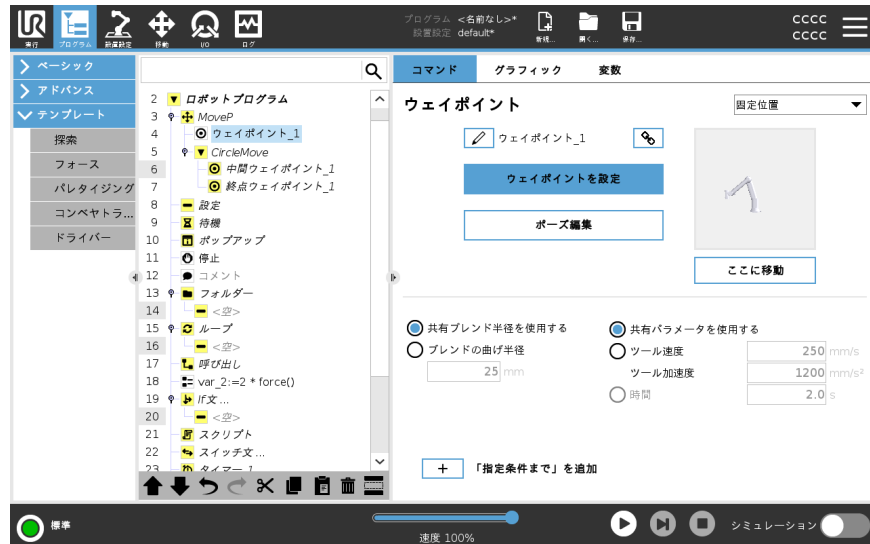 UR
実行
プログラム
設置設定
移動
I/O
ログ
プログラム <名前なし>*
設置設定 default*
新規...
開く...
保存...
cccc
cccc
ベーシック
アドバンス
テンプレート
探索
フォース
パレタイジング
コンベヤトラ...
ドライバー
2 ロボットプログラム
3 MoveP
4 ウェイポイント_1
5 CircleMove
6 中間ウェイポイント_1
7 終点ウェイポイント_1
8 設定
9 待機
10 ポップアップ
11 停止
12 コメント
13 フォルダー
14 <空>
15 ループ
16 <空>
17 呼び出し
18 var_2:=2 * force()
19 If文 ...
20 <空>
21 スクリプト
22 スイッチ文 ...
23 タイマー_1
コマンド グラフィック 変数
ウェイポイント
固定位置
ウェイポイント_1
ウェイポイントを設定
ポーズ編集
ここに移動
共有ブレンド半径を使用する
ブレンドの曲げ半径
25 mm
共有パラメータを使用する
ツール速度 250 mm/s
ツール加速度 1200 mm/s²
時間 2.0 s
+ 「指定条件まで」を追加
標準
速度 100%
シミュレーション